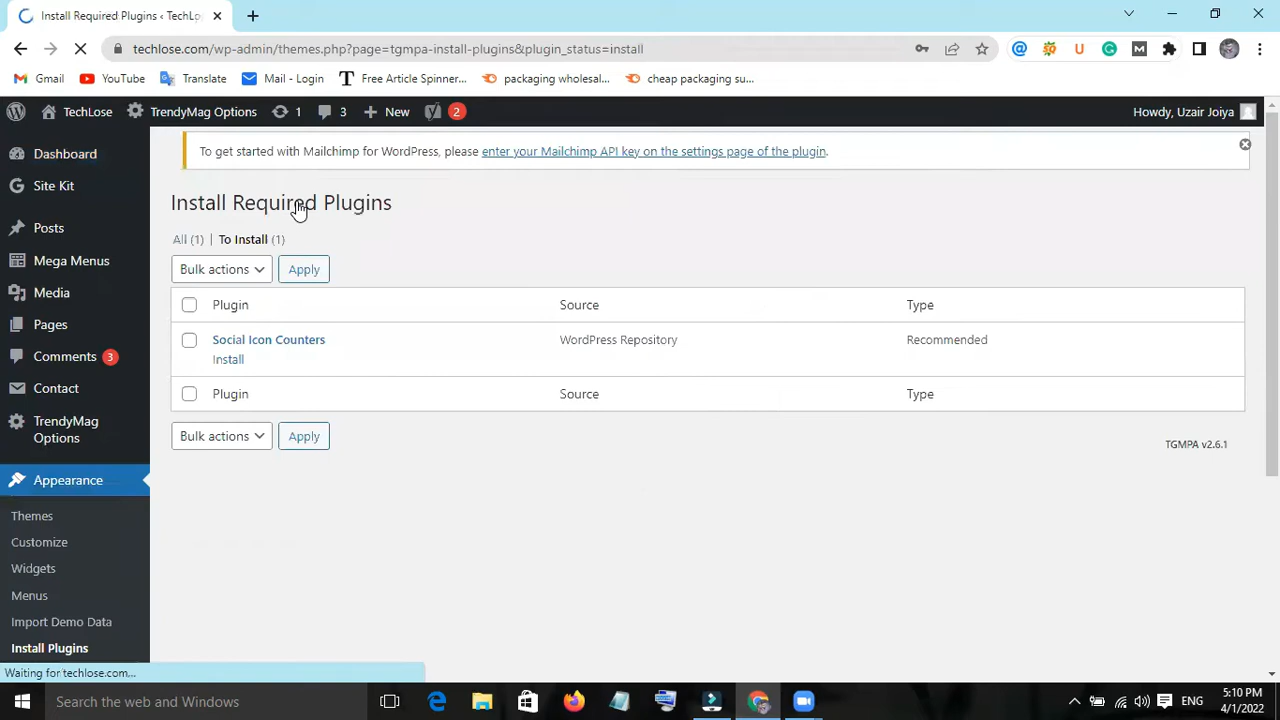 Install Required Plugins ‹ TechLo
techlose.com/wp-admin/themes.php?page=tgmpa-install-plugins&plugin_status=install
Gmail
YouTube
Translate
Mail - Login
Free Article Spinner...
packaging wholesal...
cheap packaging su...
TechLose
TrendyMag Options
1
3
New
2
Howdy, Uzair Joiya
Dashboard
Site Kit
Posts
Mega Menus
Media
Pages
Comments 3
Contact
TrendyMag
Options
Appearance
Themes
Customize
Widgets
Menus
Import Demo Data
Install Plugins
To get started with Mailchimp for WordPress, please enter your Mailchimp API key on the settings page of the plugin.
Install Required Plugins
All (1) | To Install (1)
Bulk actions
Apply
Plugin
Source
Type
Social Icon Counters
WordPress Repository
Recommended
Install
Plugin
Source
Type
Bulk actions
Apply
TGMPA v2.6.1
Waiting for techlose.com...
Search the web and Windows
ENG
5:10 PM
4/1/2022